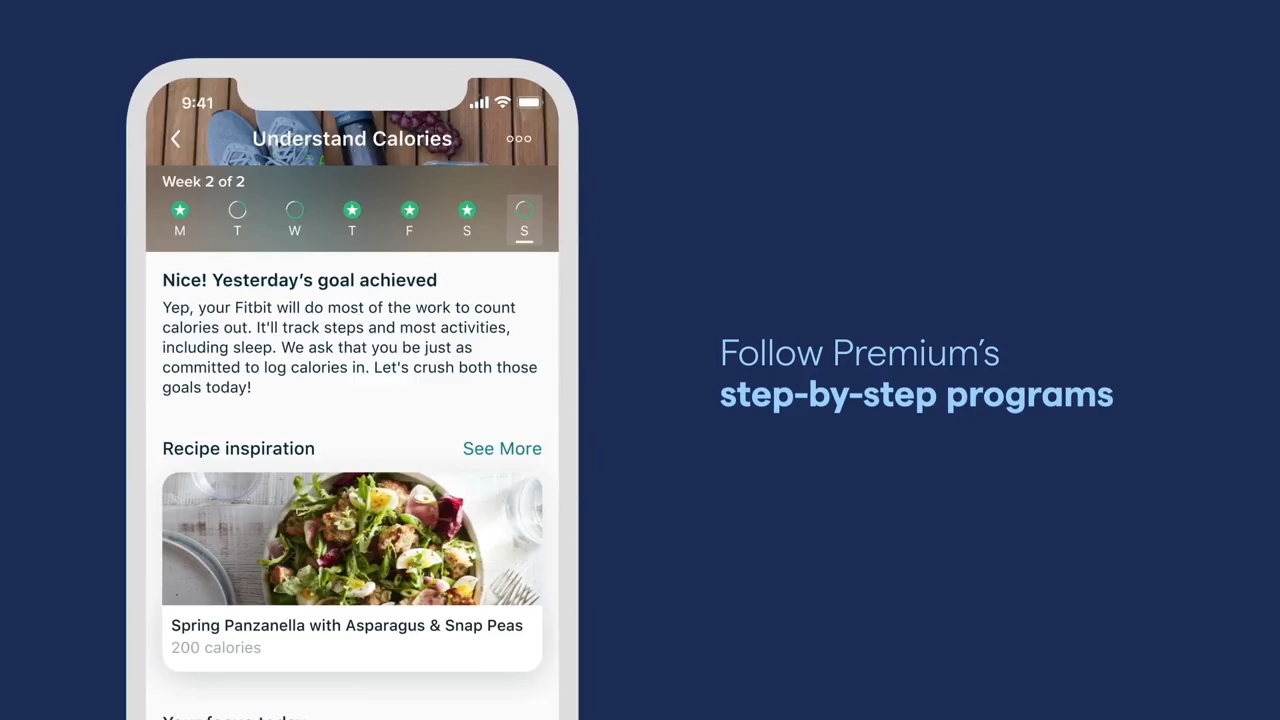 9:41
Understand Calories
Week 2 of 2
M T W T F S S
Nice! Yesterday’s goal achieved
Yep, your Fitbit will do most of the work to count
calories out. It'll track steps and most activities,
including sleep. We ask that you be just as
committed to log calories in. Let's crush both those
goals today!
Recipe inspiration
See More
Spring Panzanella with Asparagus & Snap Peas
200 calories
Your focus today
Follow Premium’s
step-by-step programs